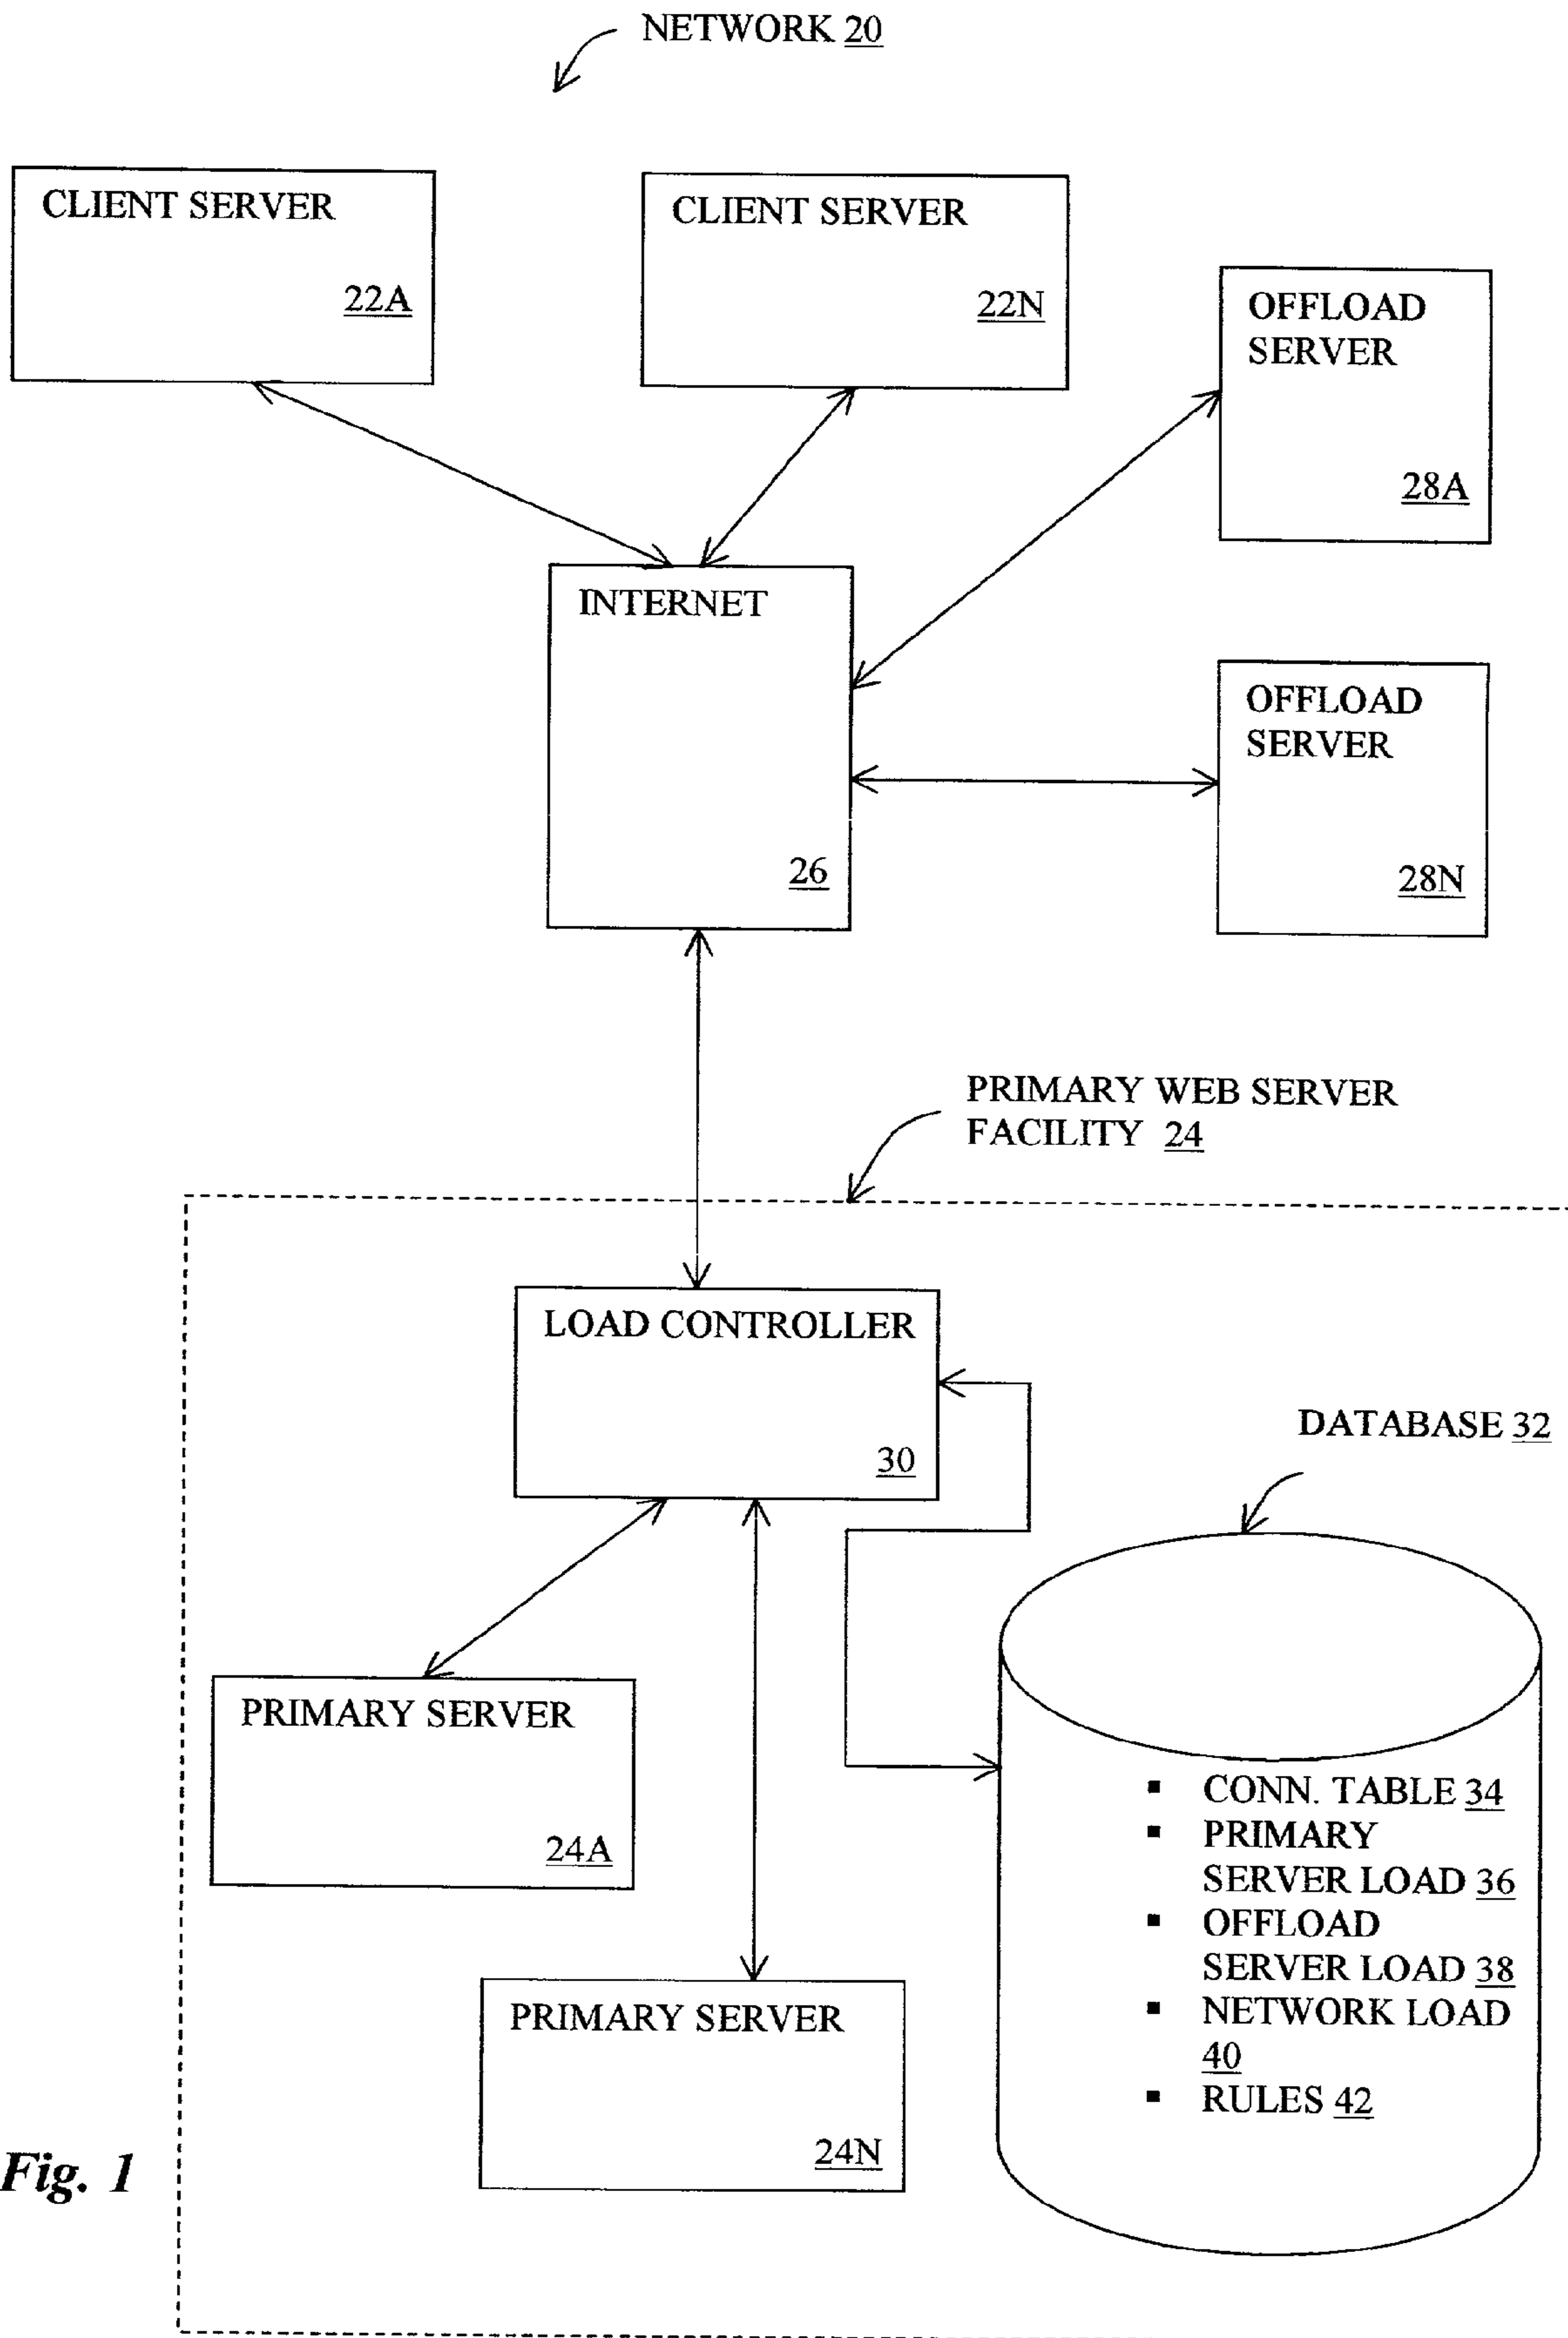 NETWORK 20
CLIENT SERVER
22A
CLIENT SERVER
22N
OFFLOAD
SERVER
28A
INTERNET
26
OFFLOAD
SERVER
28N
PRIMARY WEB SERVER
FACILITY 24
LOAD CONTROLLER
30
DATABASE 32
PRIMARY SERVER
24A
▪ CONN. TABLE 34
▪ PRIMARY
SERVER LOAD 36
▪ OFFLOAD
SERVER LOAD 38
▪ NETWORK LOAD
40
▪ RULES 42
PRIMARY SERVER
24N
Fig. 1